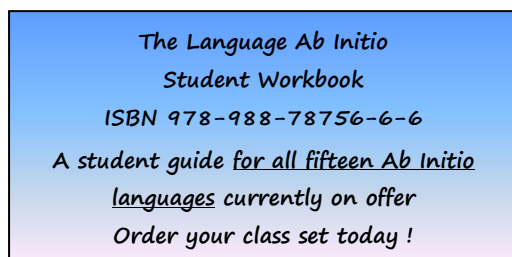 The Language Ab Initio
Student Workbook
ISBN 978-988-78756-6-6
A student guide for all fifteen Ab Initio
languages currently on offer
Order your class set today !